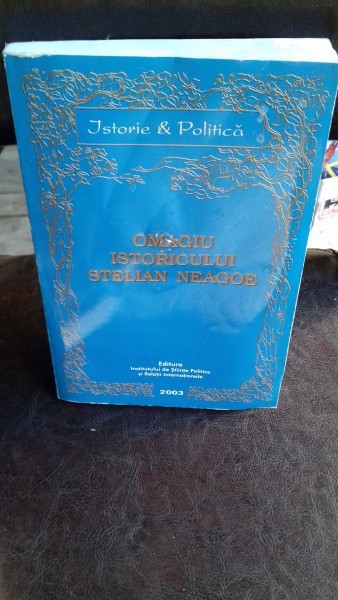 Istorie & Politică
OMAGIU
ISTORICULUI
STELIAN NEAGOE
Editura
Institutului de Științe Politice
și Relații Internaționale
2003